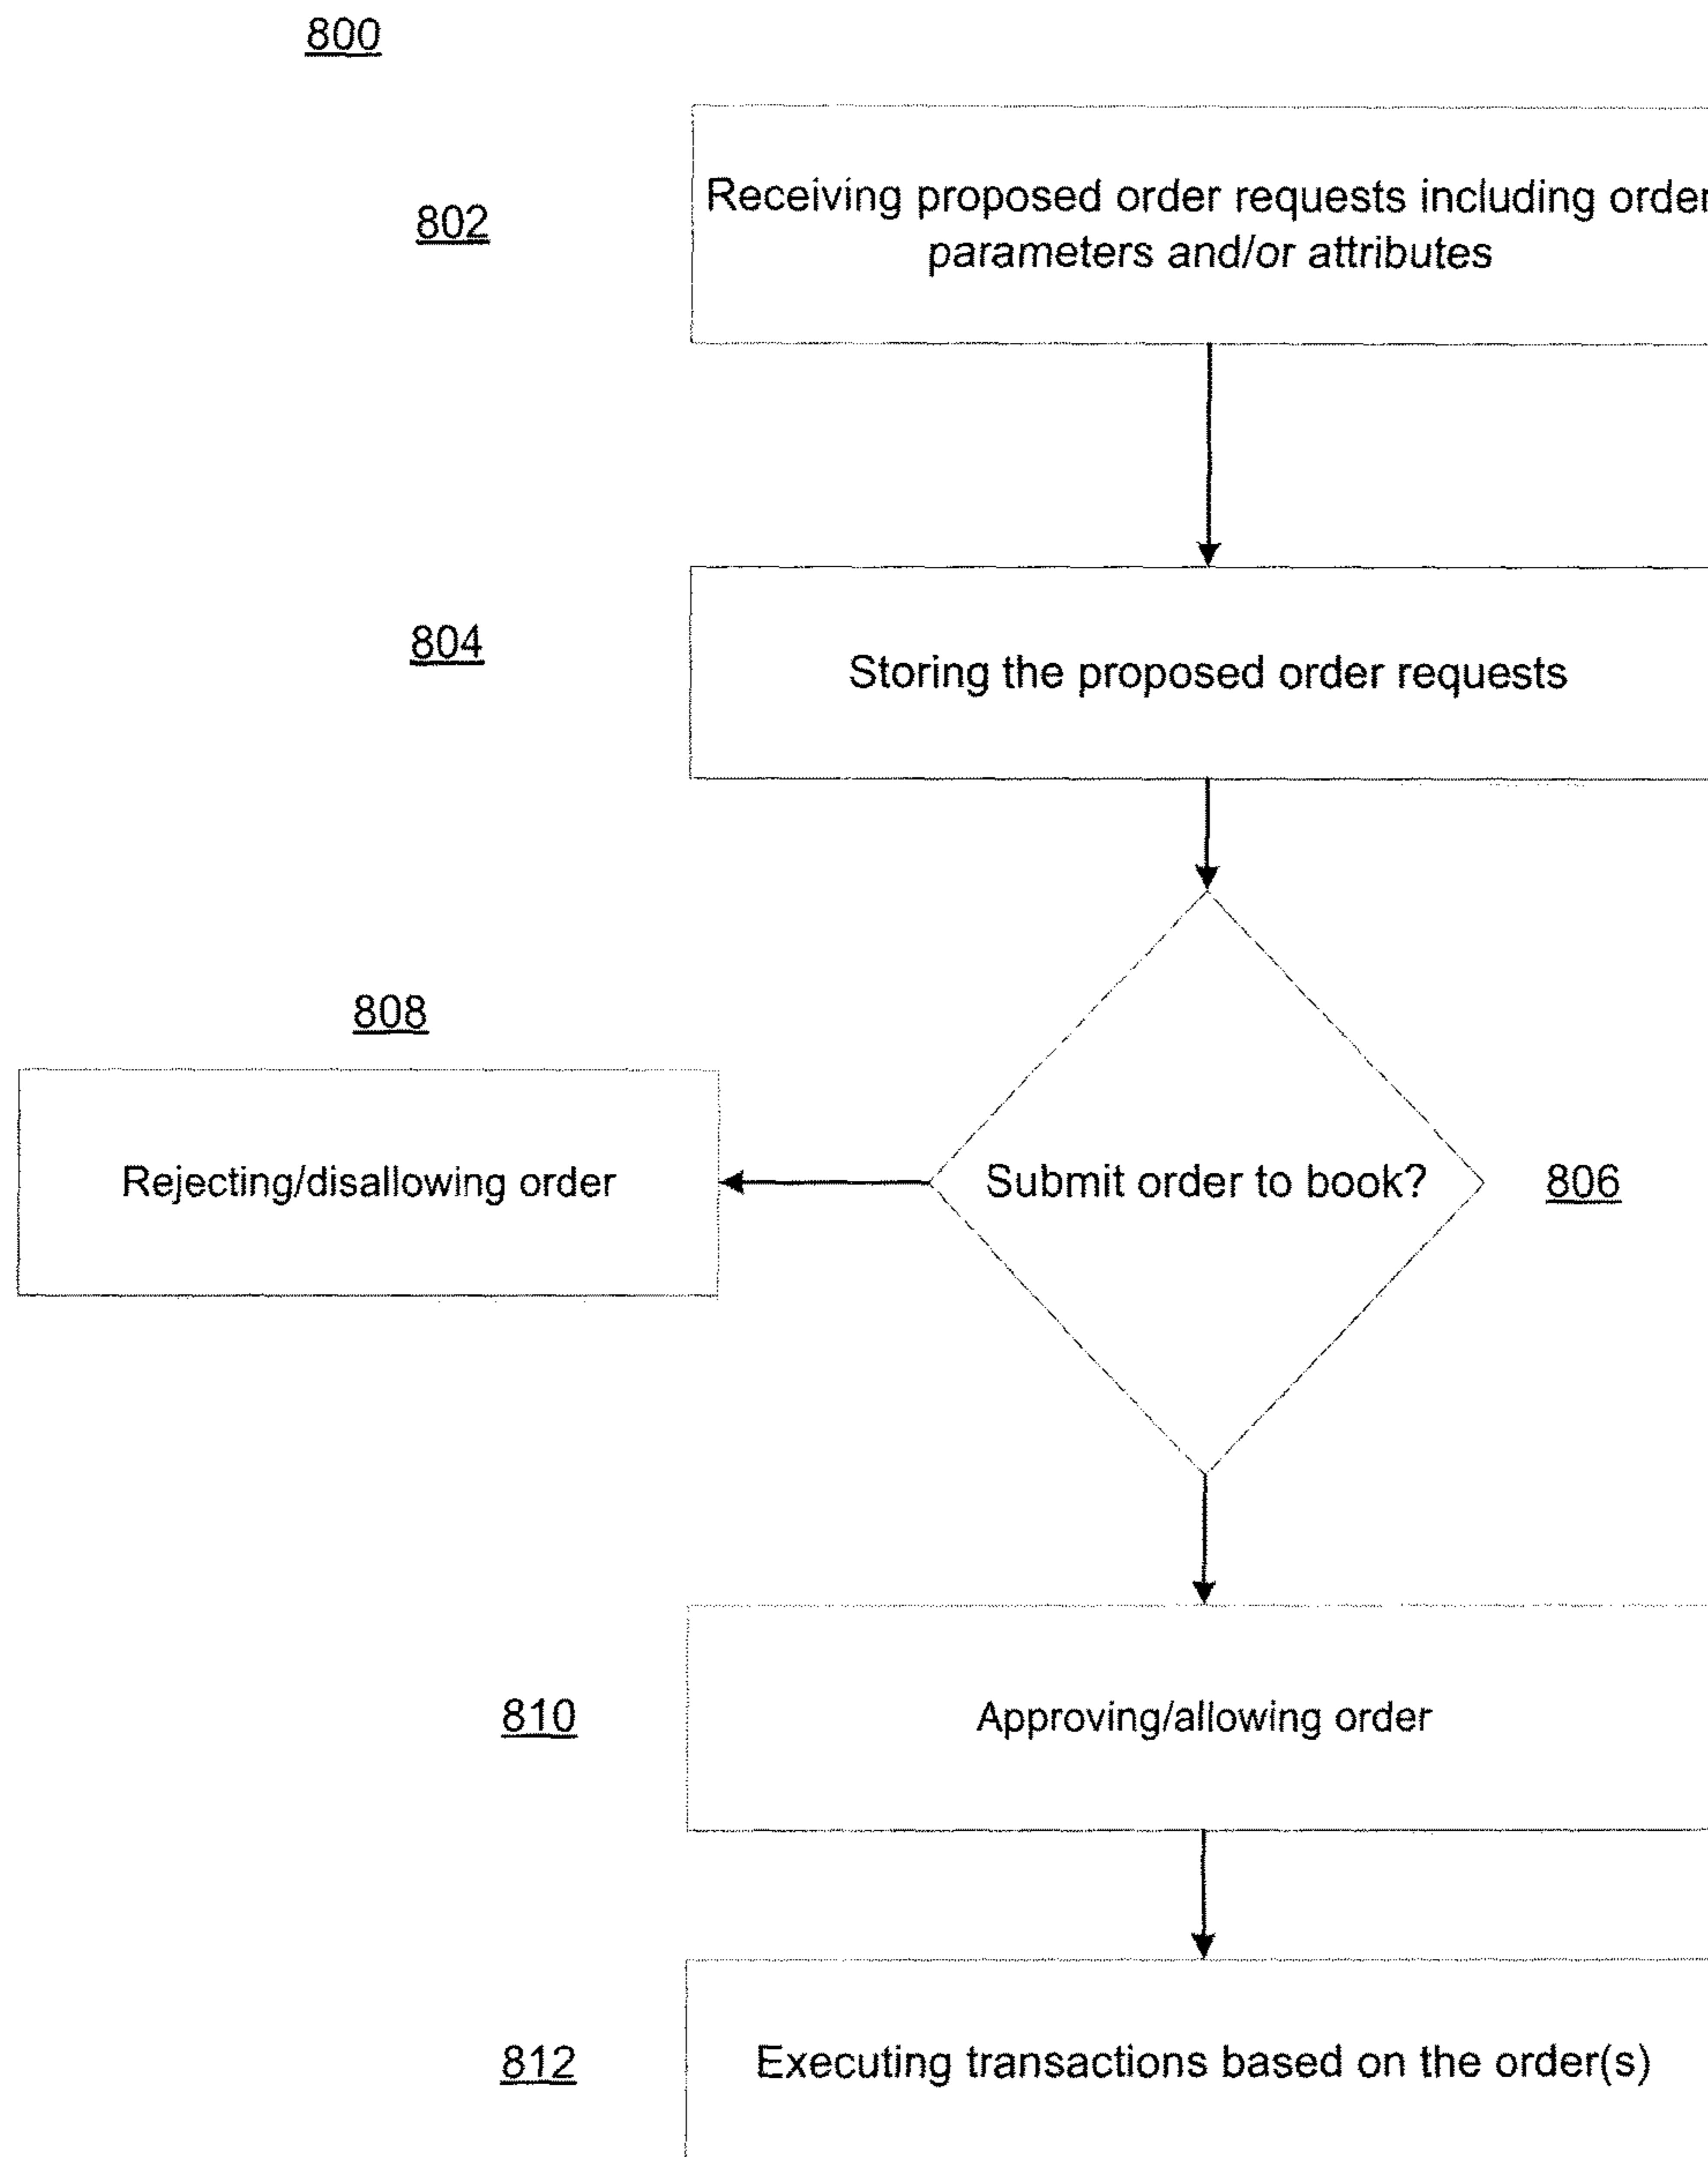 800
802
Receiving proposed order requests including order
parameters and/or attributes
804
Storing the proposed order requests
808
Rejecting/disallowing order
Submit order to book?
806
810
Approving/allowing order
812
Executing transactions based on the order(s)